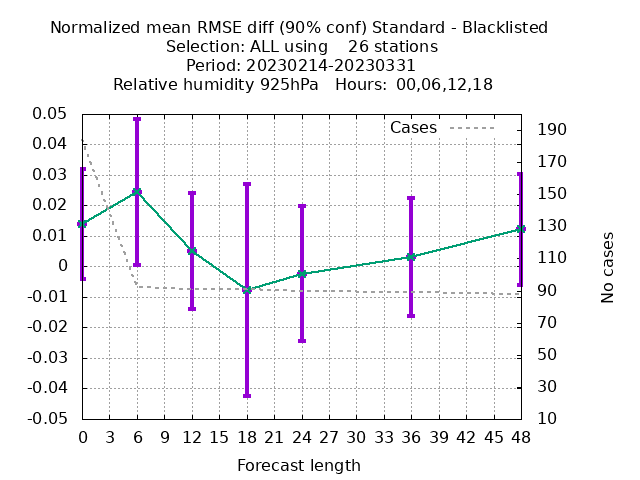 Normalized mean RMSE diff (90% conf) Standard - Blacklisted
Selection: ALL using    26 stations
Period: 20230214-20230331
Relative humidity 925hPa   Hours:  00,06,12,18
Cases
0.05
0.04
0.03
0.02
0.01
0
-0.01
-0.02
-0.03
-0.04
-0.05
190
170
150
130
110
90
70
50
30
10
No cases
0 3 6 9 12 15 18 21 24 27 30 33 36 39 42 45 48
Forecast length